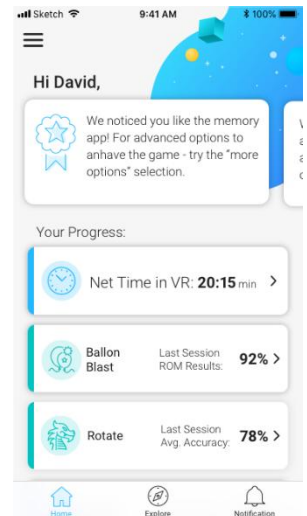 Sketch 9:41 AM 100%
Hi David,
We noticed you like the memory
app! For advanced options to
anhave the game - try the “more
options” selection.
Your Progress:
Net Time in VR: 20:15 min >
Ballon
Blast
Last Session
ROM Results:
92% >
Rotate
Last Session
Avg. Accuracy:
78% >
Home Explore Notification